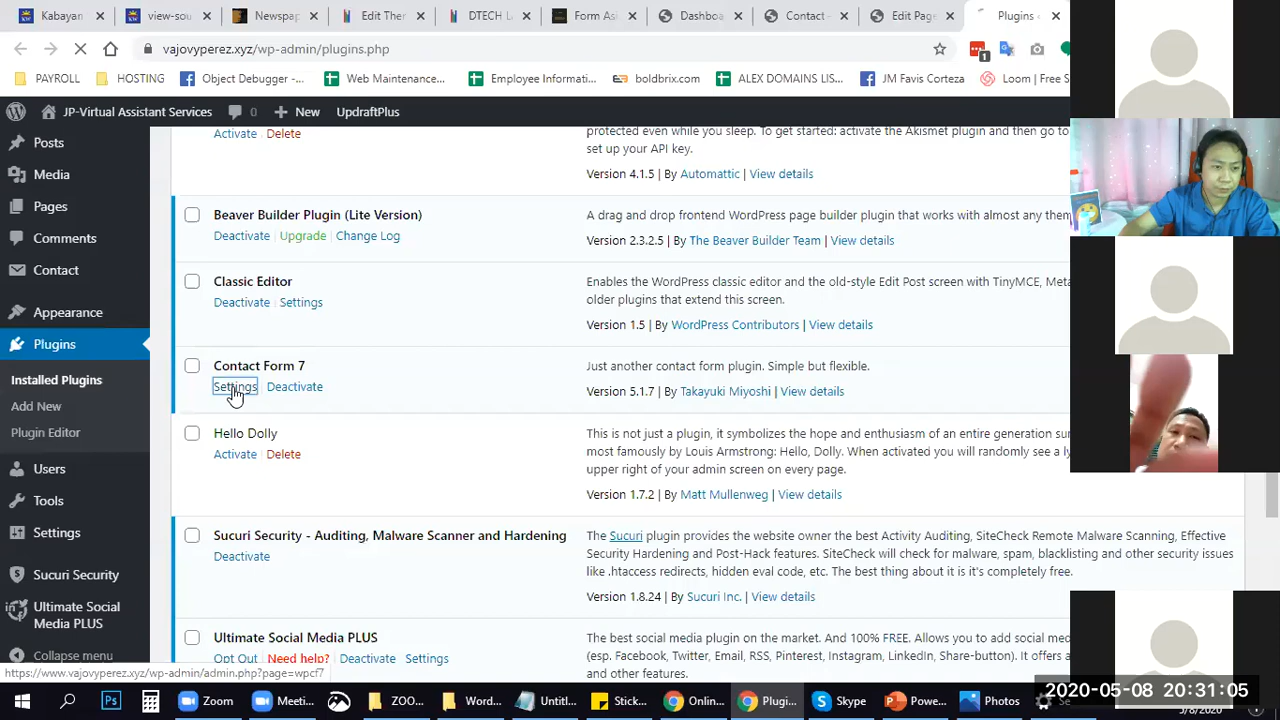 Kabayan
view-sou
Edit Ther
DTECH L
Form Ass
Dashbo
Contact
Edit Page
Plugins
vajovyperez.xyz/wp-admin/plugins.php
1
PAYROLL
HOSTING
Object Debugger -...
Web Maintenance...
Employee Informati...
boldbrix.com
ALEX DOMAINS LIS...
JM Favis Corteza
Loom | Free S
JP-Virtual Assistant Services
0
New
UpdraftPlus
Posts
Media
Pages
Comments
Contact
Appearance
Plugins
Installed Plugins
Add New
Plugin Editor
Users
Tools
Settings
Sucuri Security
Ultimate Social
Media PLUS
Collapse menu
Activate | Delete
protected even while you sleep. To get started: activate the Akismet plugin and then go to
set up your API key.
Version 4.1.5 | By Automattic | View details
Beaver Builder Plugin (Lite Version)
Deactivate | Upgrade | Change Log
A drag and drop frontend WordPress page builder plugin that works with almost any them
Version 2.3.2.5 | By The Beaver Builder Team | View details
Classic Editor
Deactivate | Settings
Enables the WordPress classic editor and the old-style Edit Post screen with TinyMCE, Meta
older plugins that extend this screen.
Version 1.5 | By WordPress Contributors | View details
Contact Form 7
Settings | Deactivate
Just another contact form plugin. Simple but flexible.
Version 5.1.7 | By Takayuki Miyoshi | View details
Hello Dolly
Activate | Delete
This is not just a plugin, it symbolizes the hope and enthusiasm of an entire generation sum
most famously by Louis Armstrong: Hello, Dolly. When activated you will randomly see a ly
upper right of your admin screen on every page.
Version 1.7.2 | By Matt Mullenweg | View details
Sucuri Security - Auditing, Malware Scanner and Hardening
Deactivate
The Sucuri plugin provides the website owner the best Activity Auditing, SiteCheck Remote Malware Scanning, Effective
Security Hardening and Post-Hack features. SiteCheck will check for malware, spam, blacklisting and other security issues
like .htaccess redirects, hidden eval code, etc. The best thing about it is it's completely free.
Version 1.8.24 | By Sucuri Inc. | View details
Ultimate Social Media PLUS
Opt Out | Need help? | Deactivate | Settings
The best social media plugin on the market. And 100% FREE. Allows you to add social med
(esp. Facebook, Twitter, Email, RSS, Pinterest, Instagram, LinkedIn, Share-button). It offers a
and other features.
https://www.vajovyperez.xyz/wp-admin/admin.php?page=wpcf7
Zoom
ZOO...
Word...
Untitl...
Stick...
Online...
Plugi...
Skype
Powe...
Photos
2020-05-08 20:31:05
5/8/2020